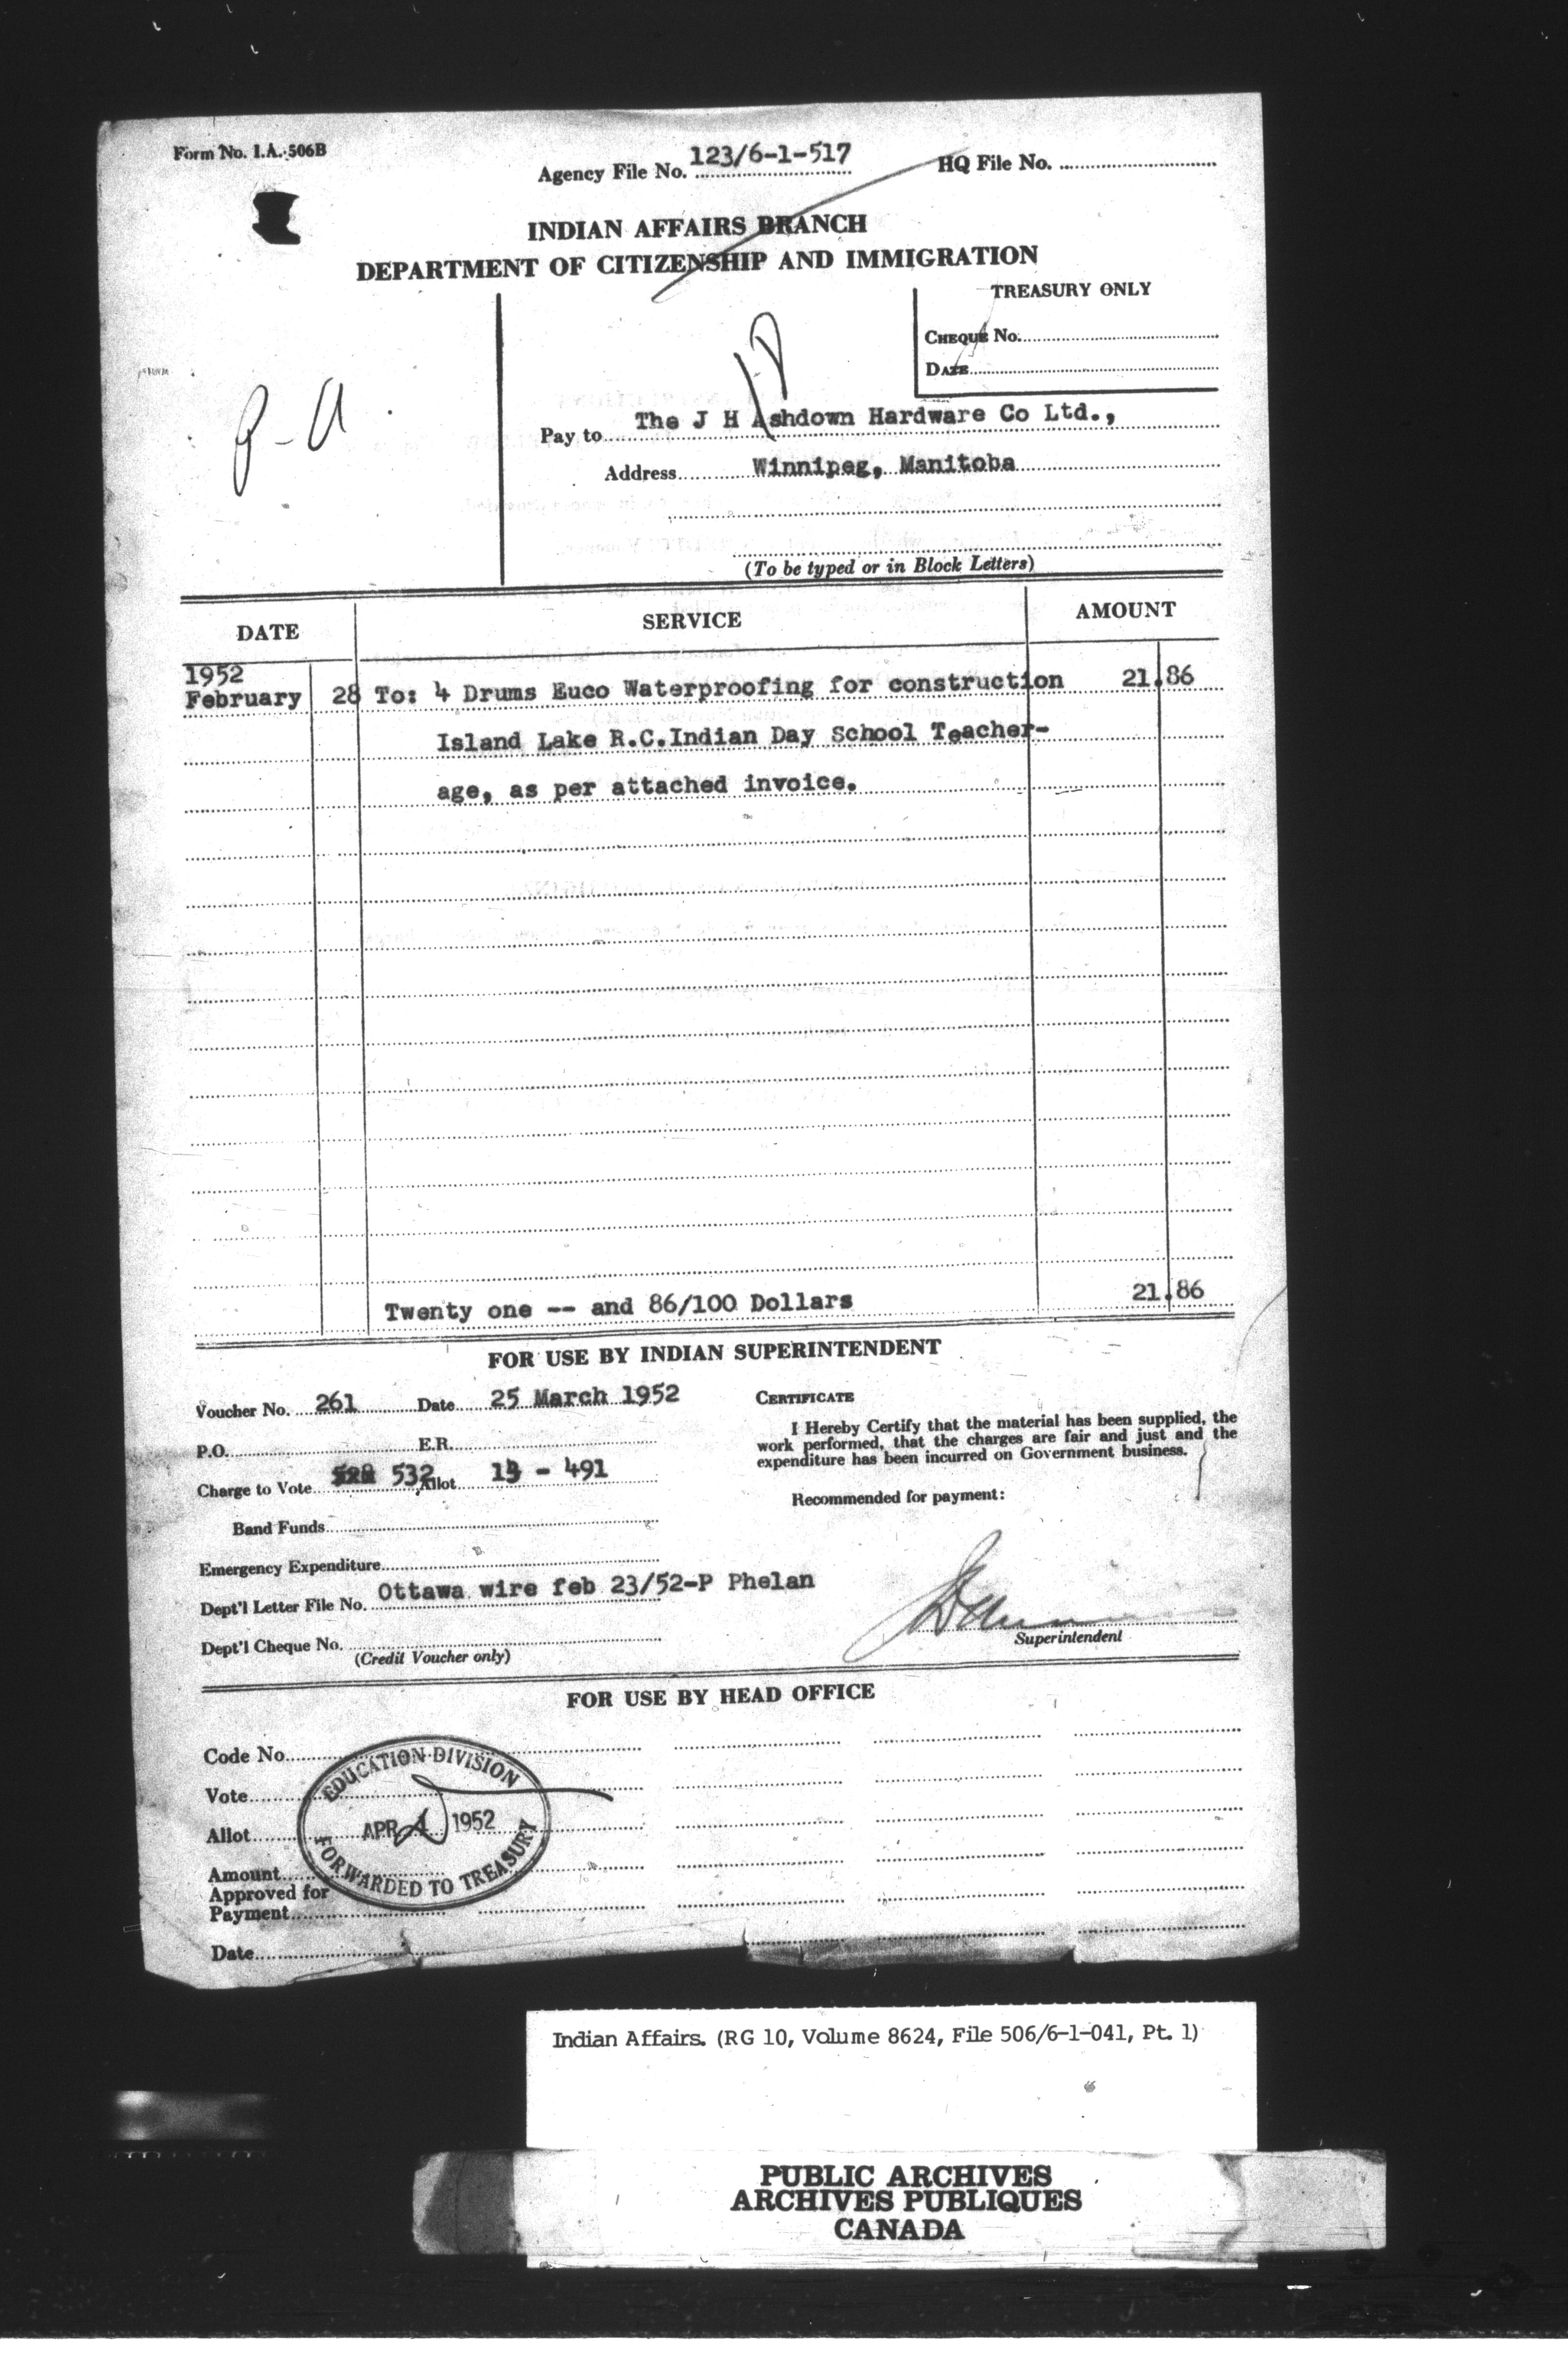 Form No. I.A. 506B
Agency File No. 123/6-1-517
HQ File No.
INDIAN AFFAIRS BRANCH
DEPARTMENT OF CITIZENSHIP AND IMMIGRATION
TREASURY ONLY
CHEQUE No.
DATE
Pay to The J H Ashdown Hardware Co Ltd.,
Address Winnipeg, Manitoba
(To be typed or in Block Letters)
DATE SERVICE AMOUNT
1952
February 28 To: 4 Drums Euco Waterproofing for construction 21.86
Island Lake R.C.Indian Day School Teacher-
age, as per attached invoice.
Twenty one -- and 86/100 Dollars 21.86
FOR USE BY INDIAN SUPERINTENDENT
Voucher No. 261 Date 25 March 1952
P.O. E.R.
Charge to Vote 532 Allot. - 491
Band Funds
Emergency Expenditure
Dept'l Letter File No. Ottawa wire feb 23/52-P Phelan
Dept'l Cheque No.
(Credit Voucher only)
CERTIFICATE
I Hereby Certify that the material has been supplied, the
work performed, that the charges are fair and just and the
expenditure has been incurred on Government business.
Recommended for payment:
Superintendent
FOR USE BY HEAD OFFICE
Code No.
Vote
Allot
Amount
Approved for
Payment
Date
EDUCATION DIVISION
APR 1952
FORWARDED TO TREASURY
Indian Affairs. (RG 10, Volume 8624, File 506/6-1-041, Pt. 1)
PUBLIC ARCHIVES
ARCHIVES PUBLIQUES
CANADA